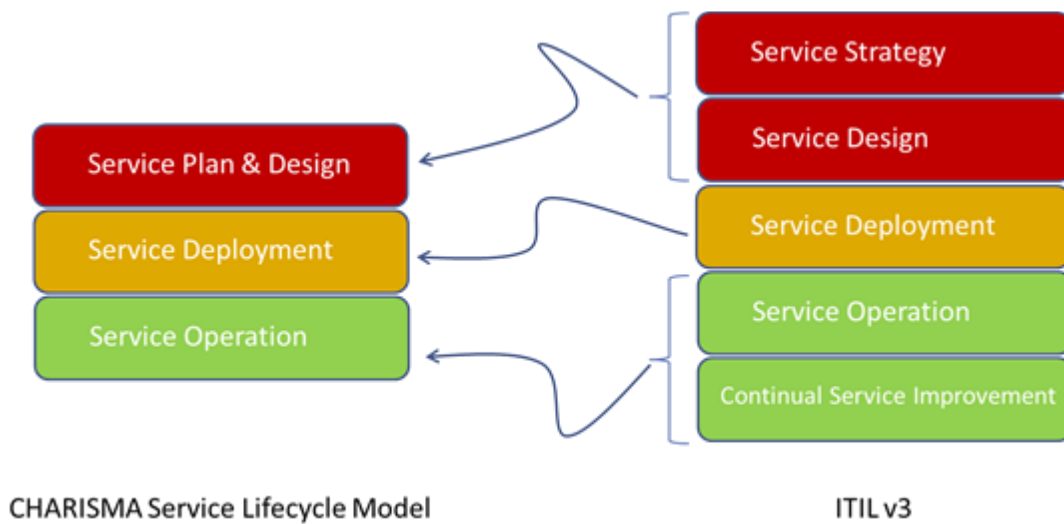 Service Plan & Design
Service Deployment
Service Operation
CHARISMA Service Lifecycle Model
Service Strategy
Service Design
Service Deployment
Service Operation
Continual Service Improvement
ITIL v3